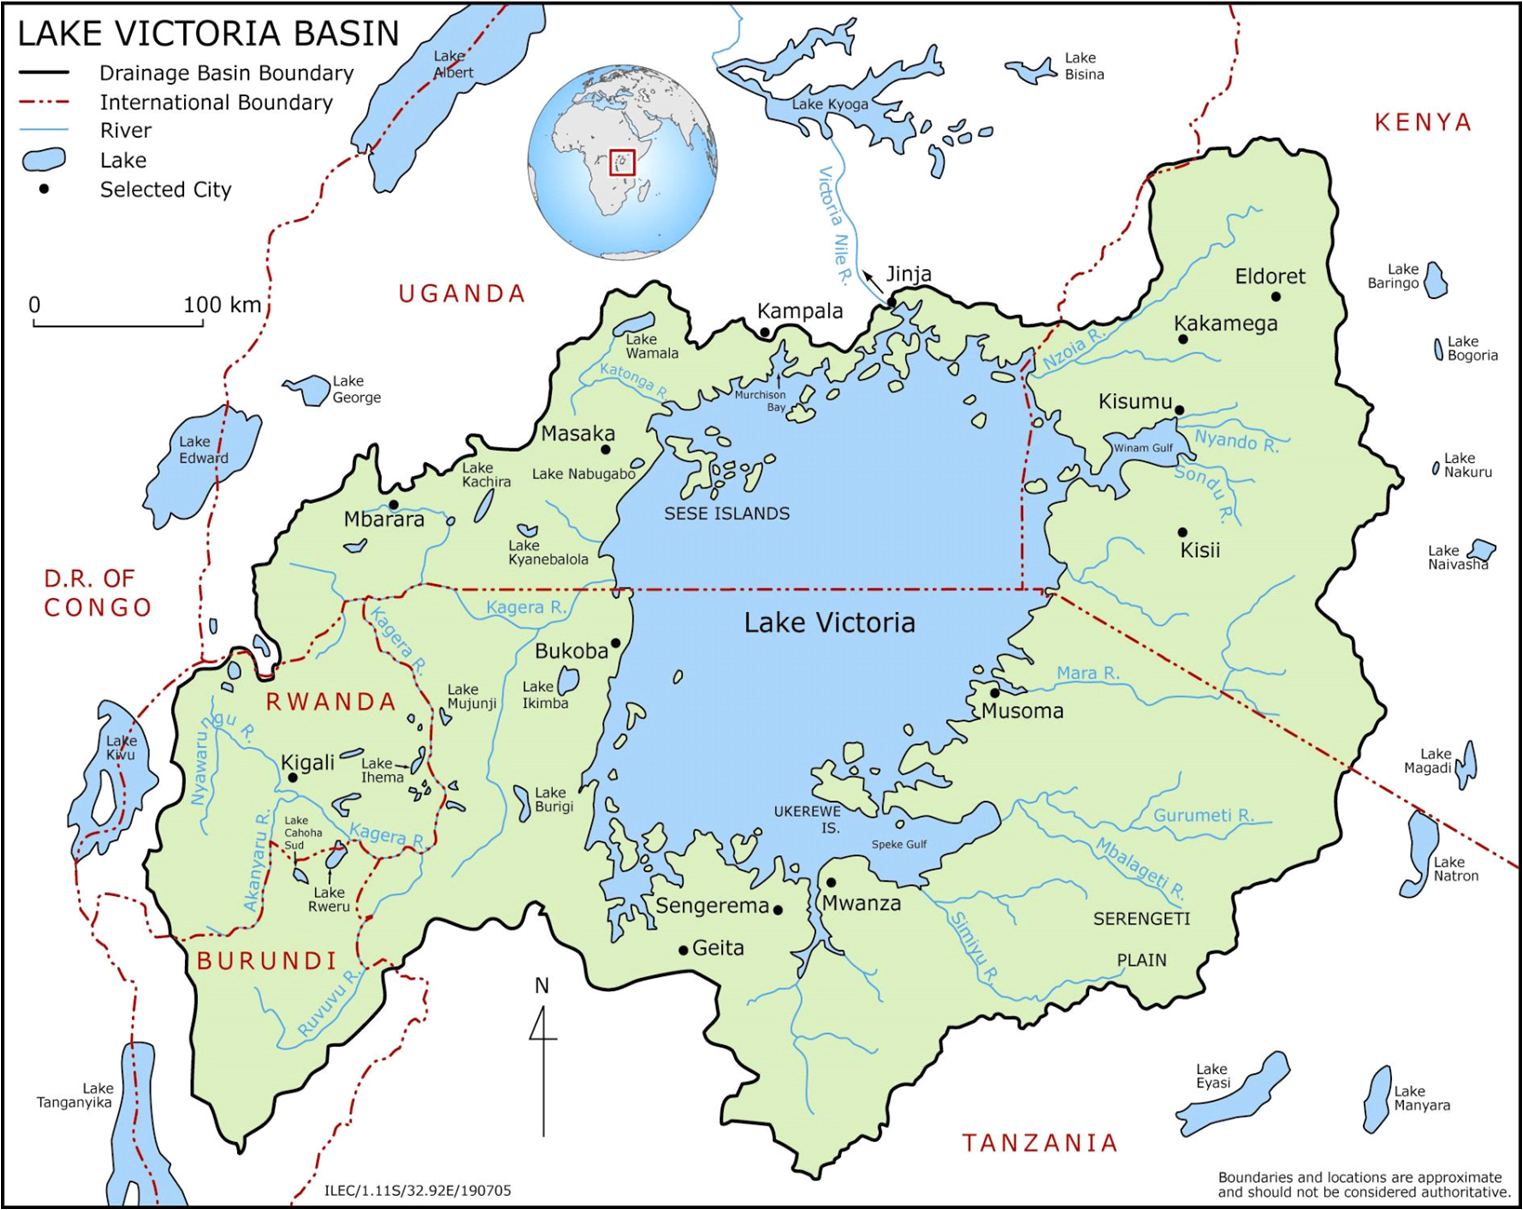 LAKE VICTORIA BASIN
Drainage Basin Boundary
International Boundary
River
Lake
Selected City
0 100 km
Lake
Albert
Lake Kyoga
Lake
Bisina
KENYA
Victoria Nile R.
Jinja
UGANDA
Kampala
Lake
Wamala
Katonga R.
Murchison
Bay
Nzoia R.
Eldoret
Kakamega
Lake
Baringo
Lake
Bogoria
Lake
George
Lake
Edward
Masaka
Lake Nabugabo
Lake
Kachira
Mbarara
Lake
Kyanebalola
SESE ISLANDS
Kisumu
Winam Gulf
Nyando R.
Sondu R.
Kisii
Lake
Nakuru
Lake
Naivasha
D.R. OF
CONGO
Kagera R.
Kagera R.
Lake Victoria
Bukoba
Lake
Ikimba
Lake
Mujunji
RWANDA
Mara R.
Musoma
Lake
Kivu
Nyawarungu R.
Kigali
Lake
Ihema
Lake
Burigi
Lake
Cahoha
Sud
Kagera R.
Akanyaru R.
Lake
Rweru
UKEREWE
IS.
Speke Gulf
Gurumeti R.
Mbalageti R.
Lake
Magadi
Lake
Natron
Sengerema
Mwanza
Geita
Simiyu R.
SERENGETI
PLAIN
BURUNDI
Ruvuvu R.
N
Lake
Tanganyika
TANZANIA
Lake
Eyasi
Lake
Manyara
ILEC/1.11S/32.92E/190705
Boundaries and locations are approximate
and should not be considered authoritative.